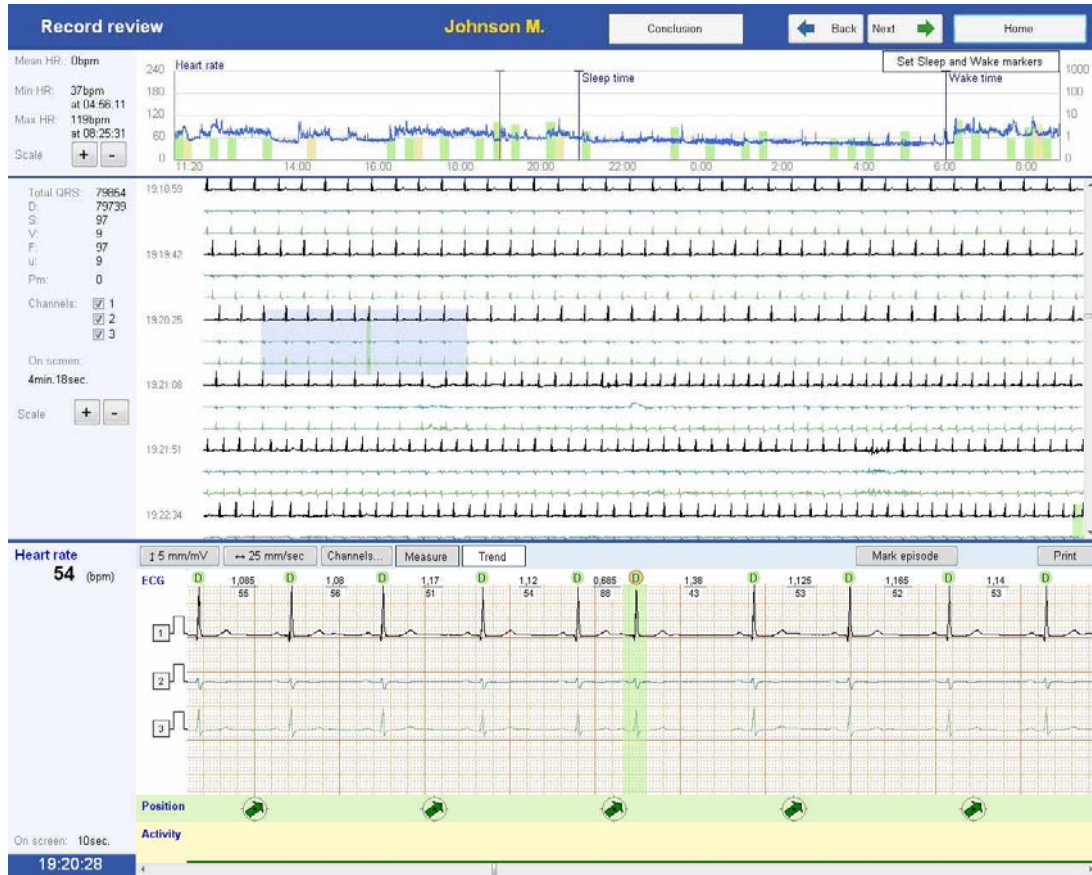 Record review Johnson M. Conclusion Back Next Home
Mean HR: 0bpm
Min HR: 37bpm
at 04:56:11
Max HR: 119bpm
at 08:25:31
Scale + -
Heart rate
Set Sleep and Wake markers
Sleep time
Wake time
240 1000
180 100
120 10
60 1
0 0
11:20 14:00 16:00 18:00 20:00 22:00 0:00 2:00 4:00 6:00 8:00
Total QRS: 79854
D: 79739
S: 97
V: 9
F: 97
u: 9
Pm: 0
Channels: 1
2
3
On screen:
4min.18sec.
Scale + -
19:10:59
19:19:42
19:20:25
19:21:08
19:21:51
19:22:34
Heart rate
54 (bpm)
5 mm/mV 25 mm/sec Channels... Measure Trend Mark episode Print
ECG D D D D D D D D D D
1,085 1,08 1,17 1,12 0,685 1,38 1,125 1,165 1,14
55 56 51 54 88 43 53 52 53
1
2
3
Position
Activity
On screen: 10sec.
19:20:28